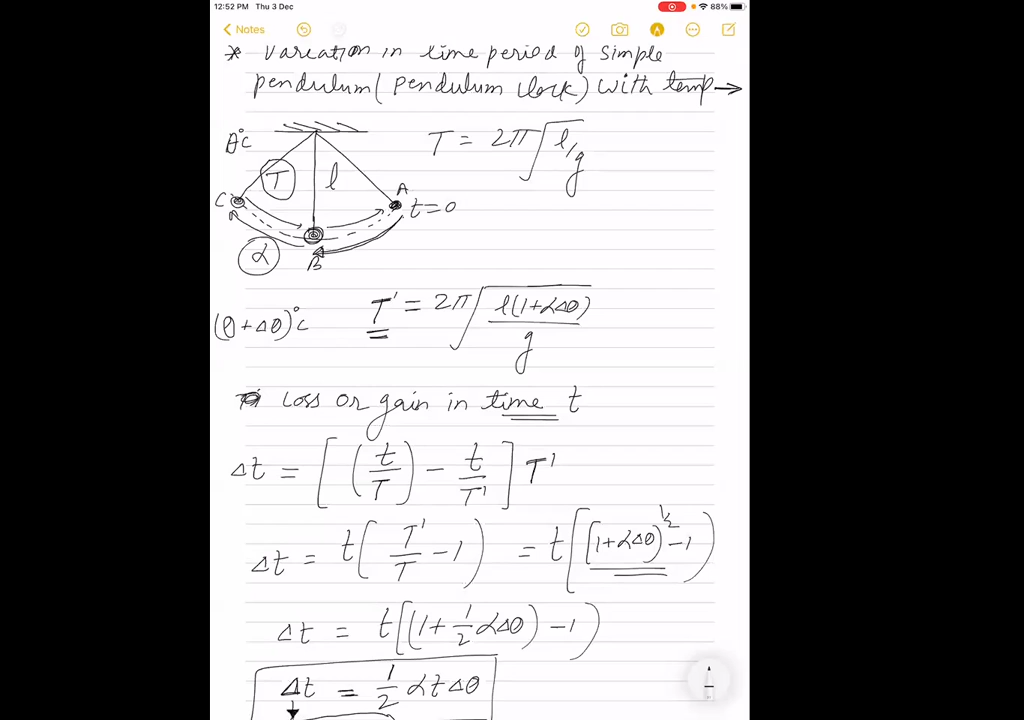 12:52 PM Thu 3 Dec 88%
Notes
* Variation in time period of simple
pendulum (pendulum clock) with temp →
θ°C
T = 2π√(l/g)
T l
C A t=0
α B
(θ+Δθ)°C T' = 2π√(l(1+αΔθ)/g)
Loss or gain in time t
Δt = [(t/T) - t/T'] T'
Δt = t(T'/T - 1) = t[(1+αΔθ)^½ - 1)
Δt = t[(1+½αΔθ) - 1)
Δt = ½ αtΔθ